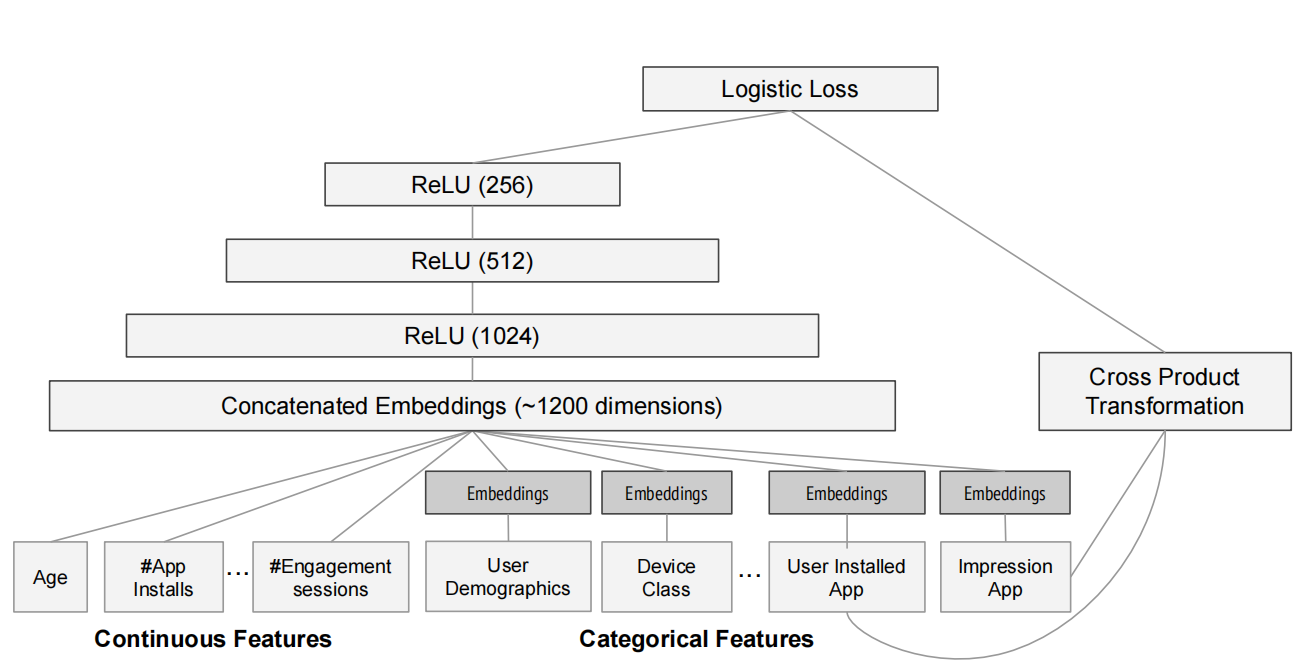 Logistic Loss
ReLU (256)
ReLU (512)
ReLU (1024)
Cross Product
Transformation
Concatenated Embeddings (~1200 dimensions)
Embeddings
Embeddings
Embeddings
Embeddings
Age
#App
Installs
...
#Engagement
sessions
User
Demographics
Device
Class
...
User Installed
App
Impression
App
Continuous Features
Categorical Features